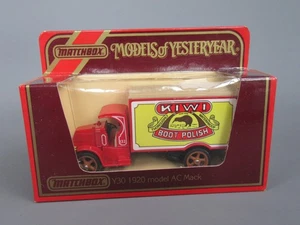 MATCHBOX
MODELS of YESTERYEAR
KIWI
BOOT POLISH
MATCHBOX
Y30 1920 model AC Mack